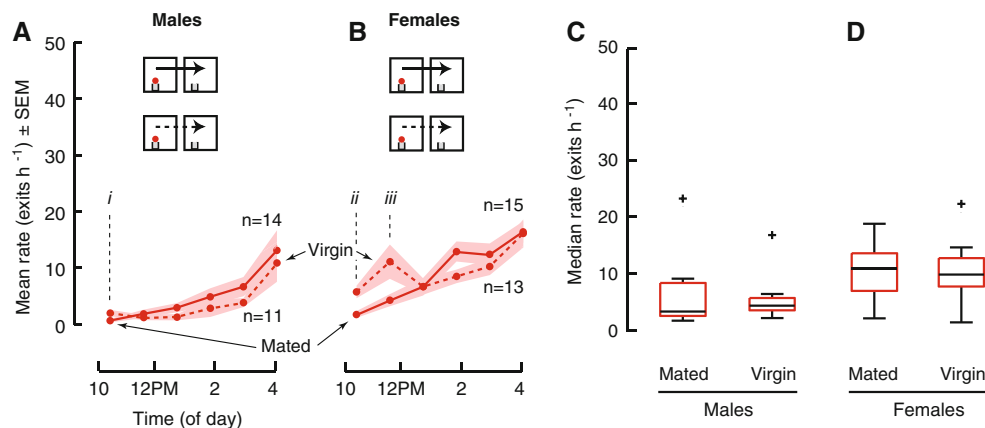 A
Males
B
Females
C
D
Mean rate (exits h⁻¹) ± SEM
50
40
30
20
10
0
i
n=14
n=11
Virgin
Mated
ii
iii
n=15
n=13
10
12PM
2
4
10
12PM
2
4
Time (of day)
Median rate (exits h⁻¹)
50
40
30
20
10
0
Mated
Virgin
Males
Mated
Virgin
Females